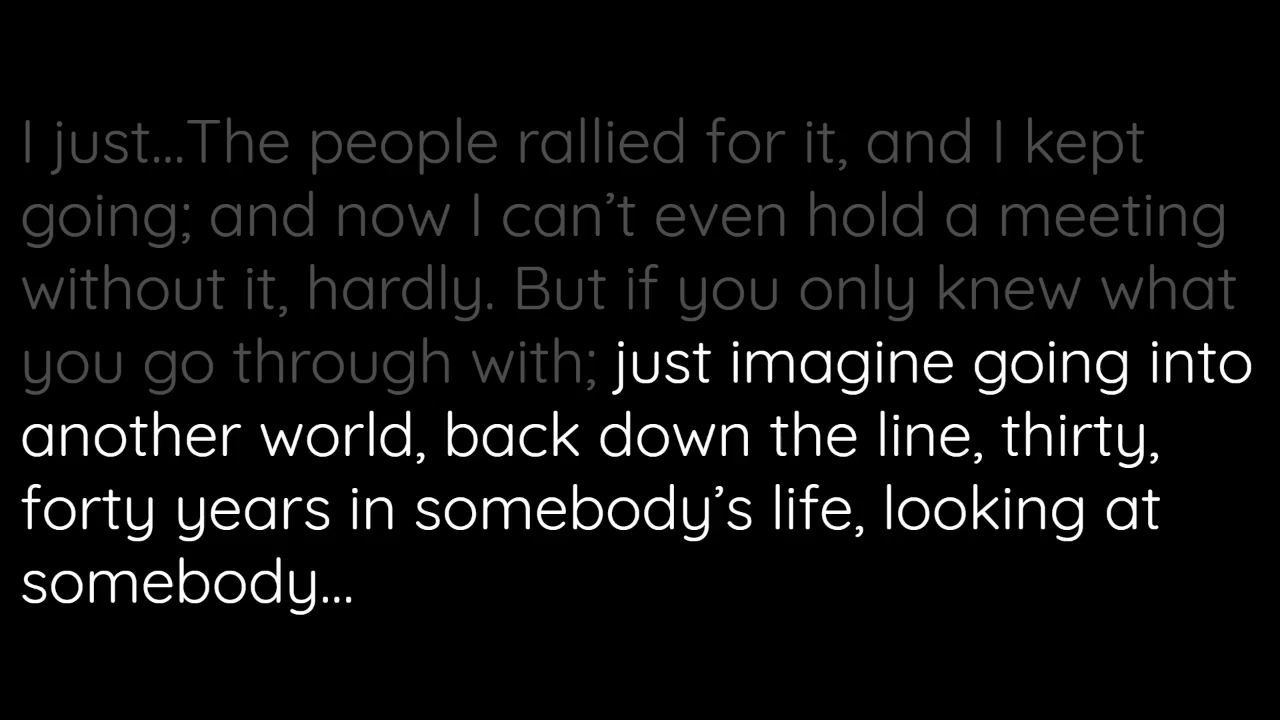 I just...The people rallied for it, and I kept
going; and now I can’t even hold a meeting
without it, hardly. But if you only knew what
you go through with; just imagine going into
another world, back down the line, thirty,
forty years in somebody’s life, looking at
somebody...